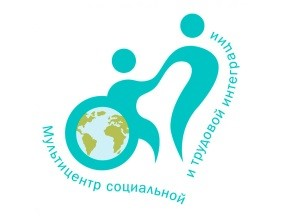 Мультицентр социальной
и трудовой интеграции